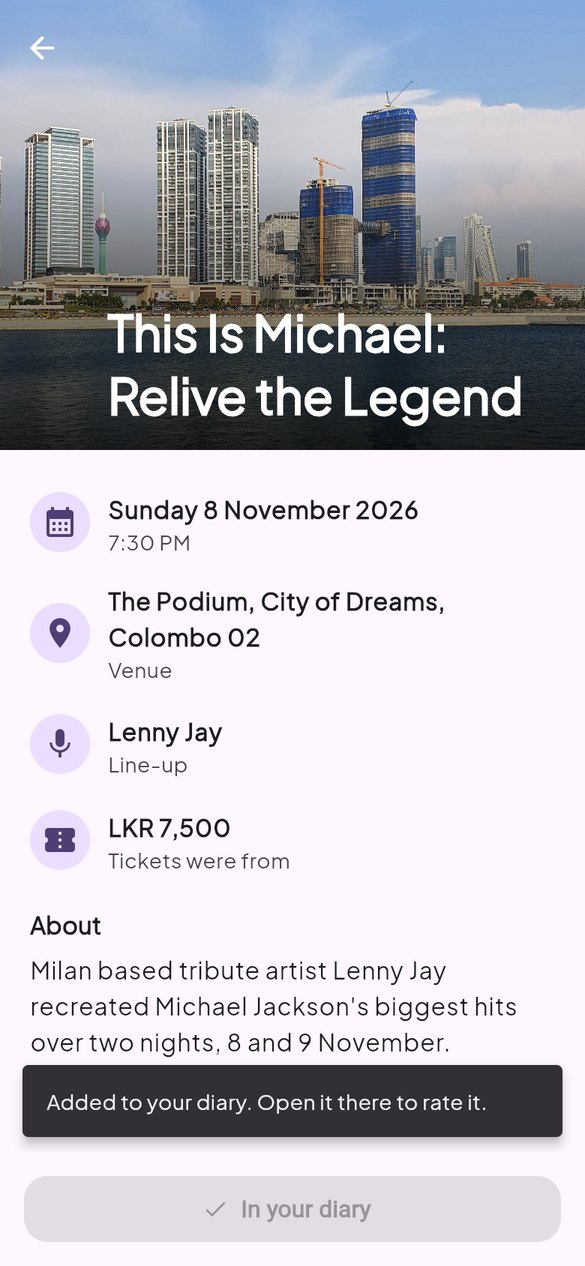 This Is Michael:
Relive the Legend
Sunday 8 November 2026
7:30 PM
The Podium, City of Dreams,
Colombo 02
Venue
Lenny Jay
Line-up
LKR 7,500
Tickets were from
About
Milan based tribute artist Lenny Jay
recreated Michael Jackson's biggest hits
over two nights, 8 and 9 November.
Added to your diary. Open it there to rate it.
In your diary